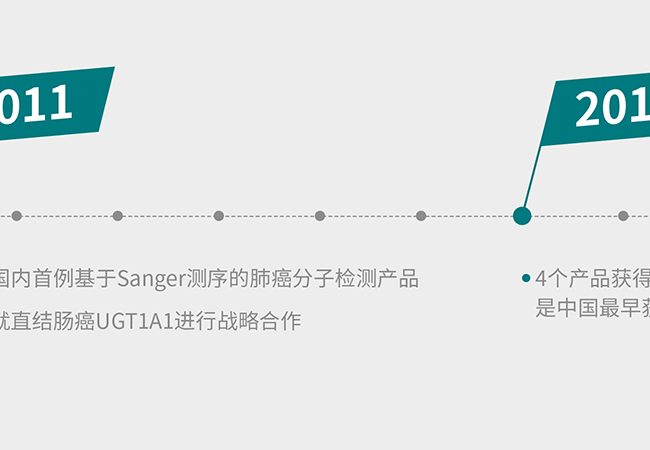 011
201
国内首例基于Sanger测序的肺癌分子检测产品
就直结肠癌UGT1A1进行战略合作
4个产品获得
是中国最早获